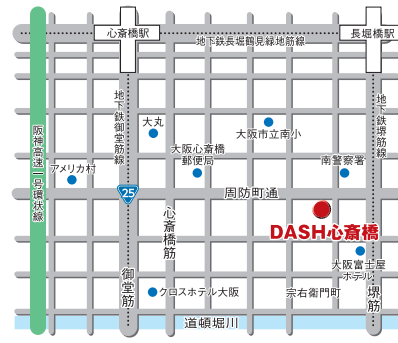 心斎橋駅
長堀橋駅
地下鉄長堀鶴見緑地筋線
阪神高速一号環状線
地下鉄御堂筋線
地下鉄堺筋線
大丸
大阪市立南小
大阪心斎橋
郵便局
アメリカ村
南警察署
25
周防町通
DASH心斎橋
心斎橋筋
大阪富士屋
ホテル
御堂筋
クロスホテル大阪
宗右衛門町
堺筋
道頓堀川